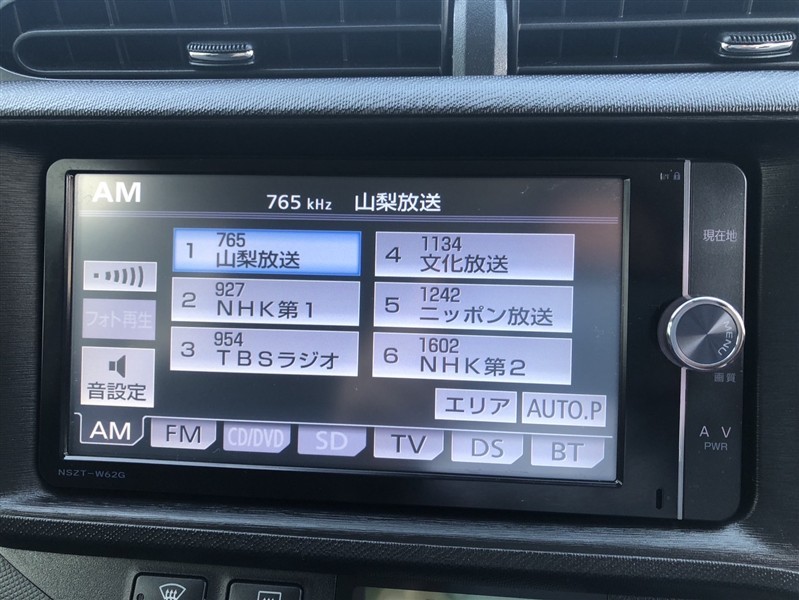 AM
765 kHz 山梨放送
1 765 山梨放送
4 1134 文化放送
2 927 NHK第1
5 1242 ニッポン放送
3 954 TBSラジオ
6 1602 NHK第2
フォト再生
音設定
エリア AUTO.P
AM FM CD/DVD SD TV DS BT
NSZT-W62G
現在地
MENU
画質
A V
PWR